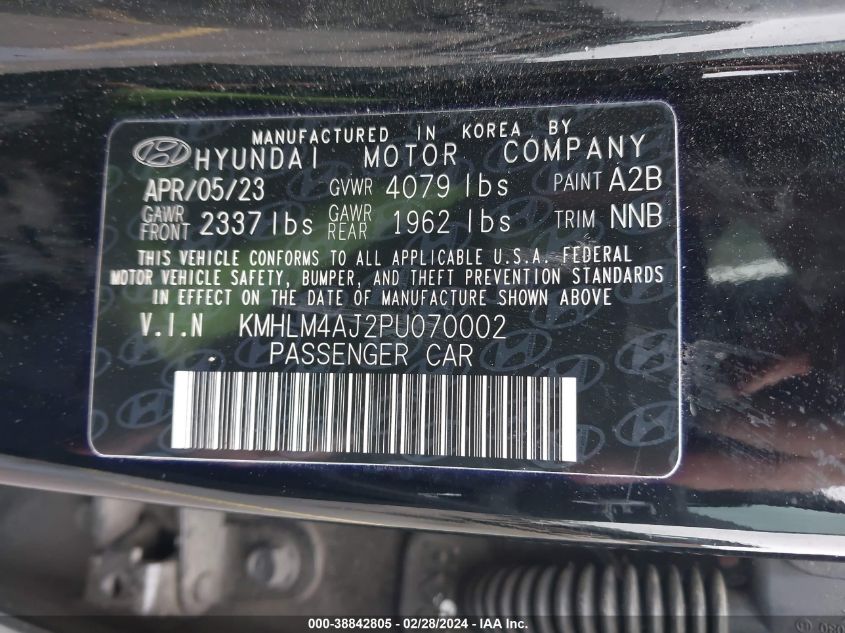 MANUFACTURED IN KOREA BY
HYUNDAI MOTOR COMPANY
APR/05/23 GVWR 4079 lbs PAINT A2B
GAWR FRONT 2337 lbs GAWR REAR 1962 lbs TRIM NNB
THIS VEHICLE CONFORMS TO ALL APPLICABLE U.S.A. FEDERAL
MOTOR VEHICLE SAFETY, BUMPER, AND THEFT PREVENTION STANDARDS
IN EFFECT ON THE DATE OF MANUFACTURE SHOWN ABOVE
V.I.N KMHLM4AJ2PU070002
PASSENGER CAR
000-38842805 - 02/28/2024 - IAAI.COM